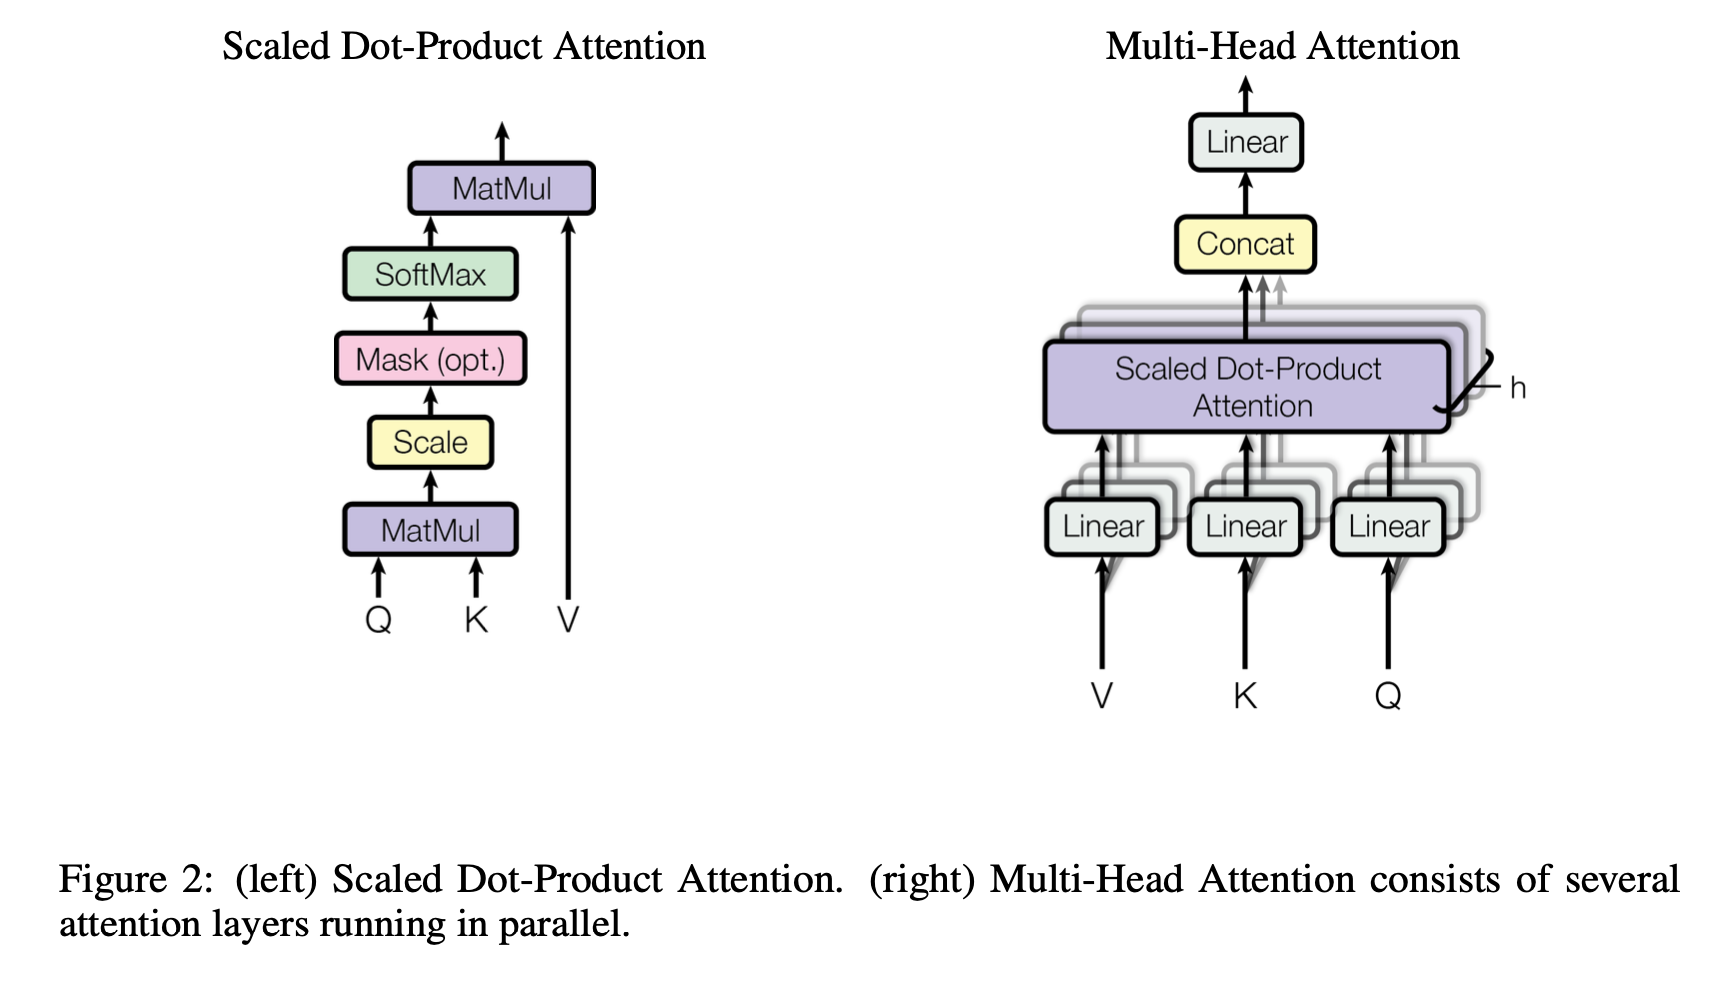 Scaled Dot-Product Attention
MatMul
SoftMax
Mask (opt.)
Scale
MatMul
Q K V
Multi-Head Attention
Linear
Concat
Scaled Dot-Product
Attention
h
Linear Linear Linear
V K Q
Figure 2: (left) Scaled Dot-Product Attention. (right) Multi-Head Attention consists of several
attention layers running in parallel.